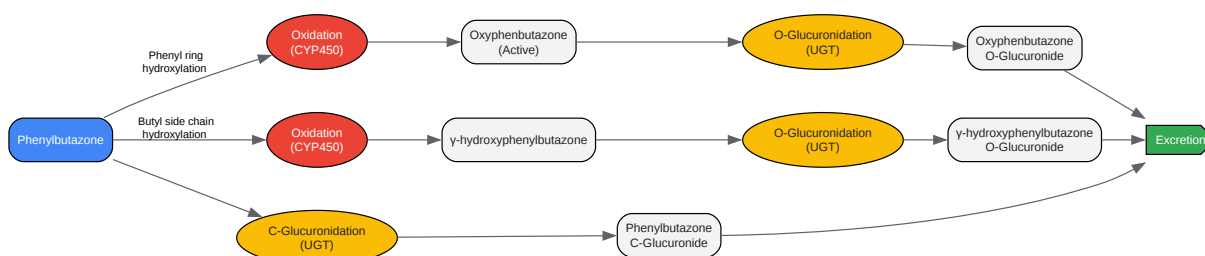 Phenyl ring
hydroxylation
Oxidation
(CYP450)
Oxyphenbutazone
(Active)
O-Glucuronidation
(UGT)
Oxyphenbutazone
O-Glucuronide
Phenylbutazone
Butyl side chain
hydroxylation
Oxidation
(CYP450)
γ-hydroxyphenylbutazone
O-Glucuronidation
(UGT)
γ-hydroxyphenylbutazone
O-Glucuronide
Excretion
C-Glucuronidation
(UGT)
Phenylbutazone
C-Glucuronide